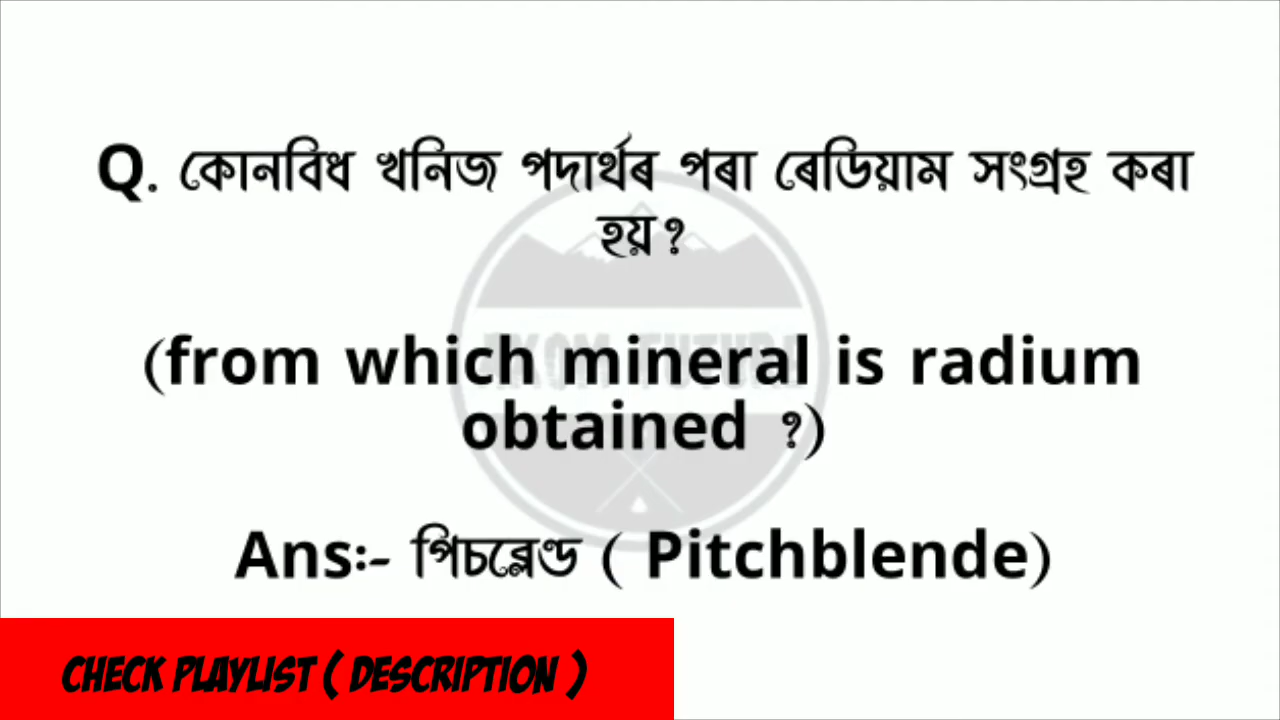 Q. কোনবিধ খনিজ পদাৰ্থৰ পৰা ৰেডিয়াম সংগ্ৰহ কৰা
হয়?
(from which mineral is radium
obtained ?)
Ans:- পিচব্লেণ্ড ( Pitchblende)
CHECK PLAYLIST ( DESCRIPTION )